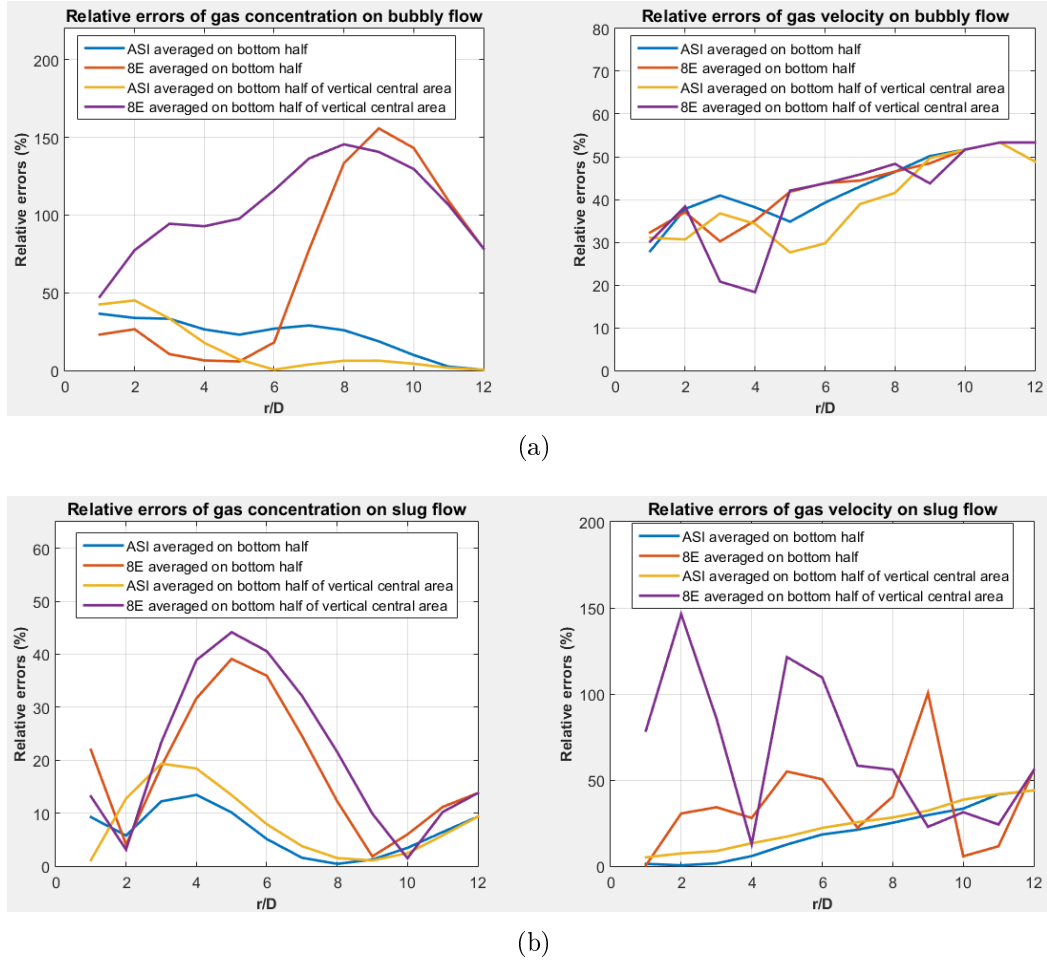 Relative errors of gas concentration on bubbly flow
ASI averaged on bottom half
8E averaged on bottom half
ASI averaged on bottom half of vertical central area
8E averaged on bottom half of vertical central area
Relative errors (%)
200
150
100
50
0
0 2 4 6 8 10 12
r/D
Relative errors of gas velocity on bubbly flow
ASI averaged on bottom half
8E averaged on bottom half
ASI averaged on bottom half of vertical central area
8E averaged on bottom half of vertical central area
Relative errors (%)
80
70
60
50
40
30
20
10
0
0 2 4 6 8 10 12
r/D
(a)
Relative errors of gas concentration on slug flow
ASI averaged on bottom half
8E averaged on bottom half
ASI averaged on bottom half of vertical central area
8E averaged on bottom half of vertical central area
Relative errors (%)
60
50
40
30
20
10
0
0 2 4 6 8 10 12
r/D
Relative errors of gas velocity on slug flow
ASI averaged on bottom half
8E averaged on bottom half
ASI averaged on bottom half of vertical central area
8E averaged on bottom half of vertical central area
Relative errors (%)
200
150
100
50
0
0 2 4 6 8 10 12
r/D
(b)